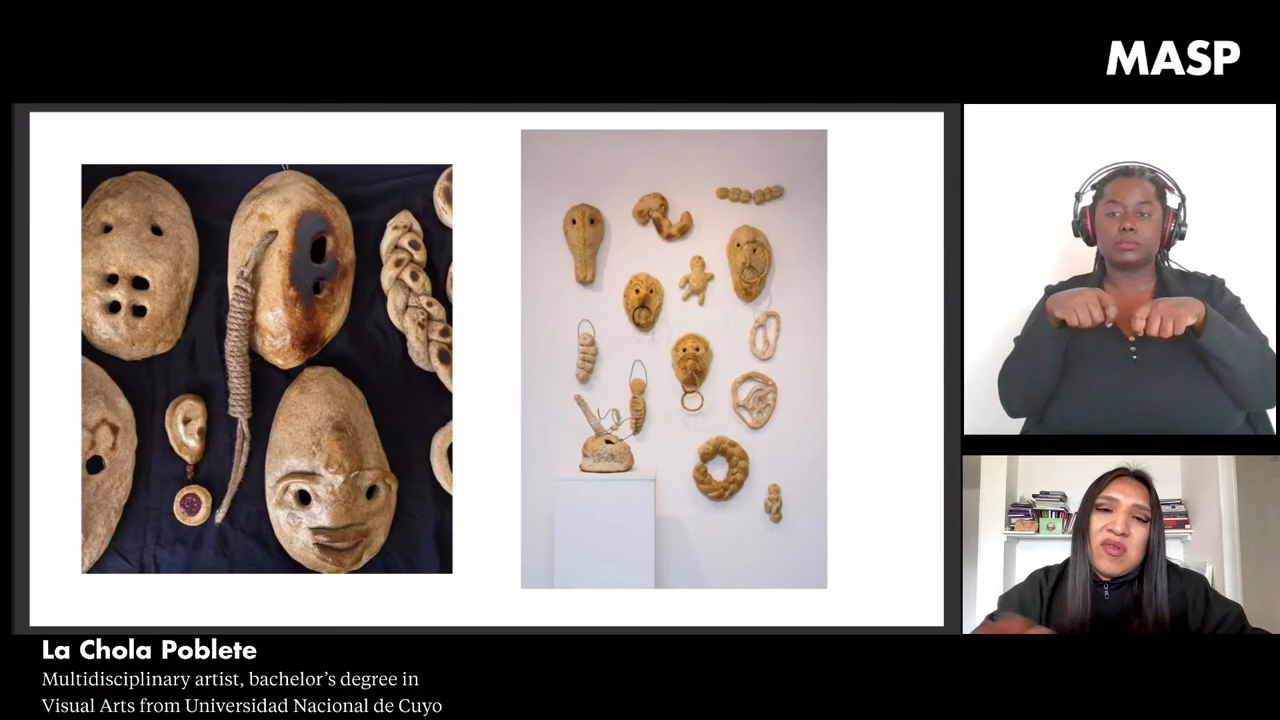 MASP
La Chola Poblete
Multidisciplinary artist, bachelor's degree in
Visual Arts from Universidad Nacional de Cuyo